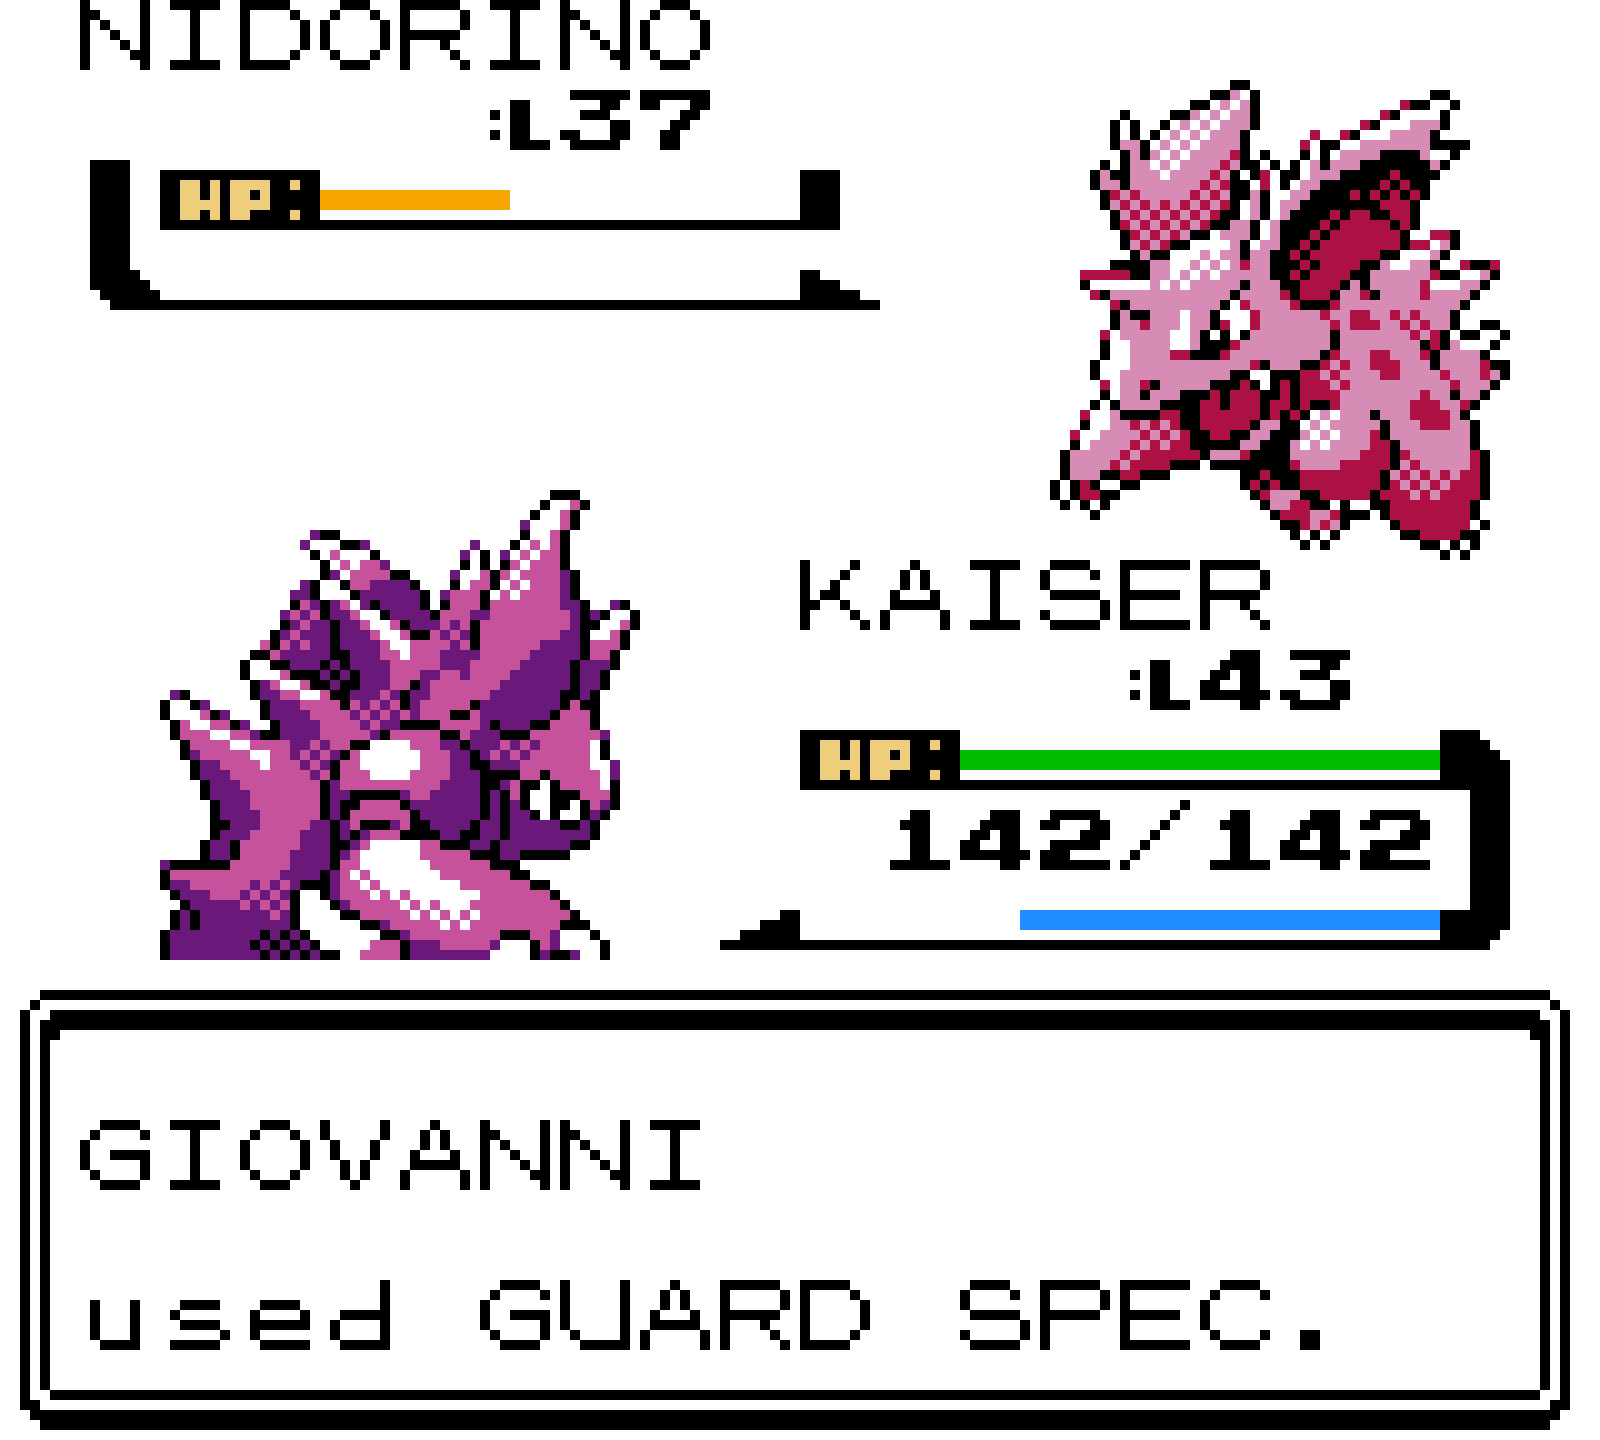 NIDORINO
:L37
HP:
KAISER
:L43
HP:
142/142
GIOVANNI
used GUARD SPEC.